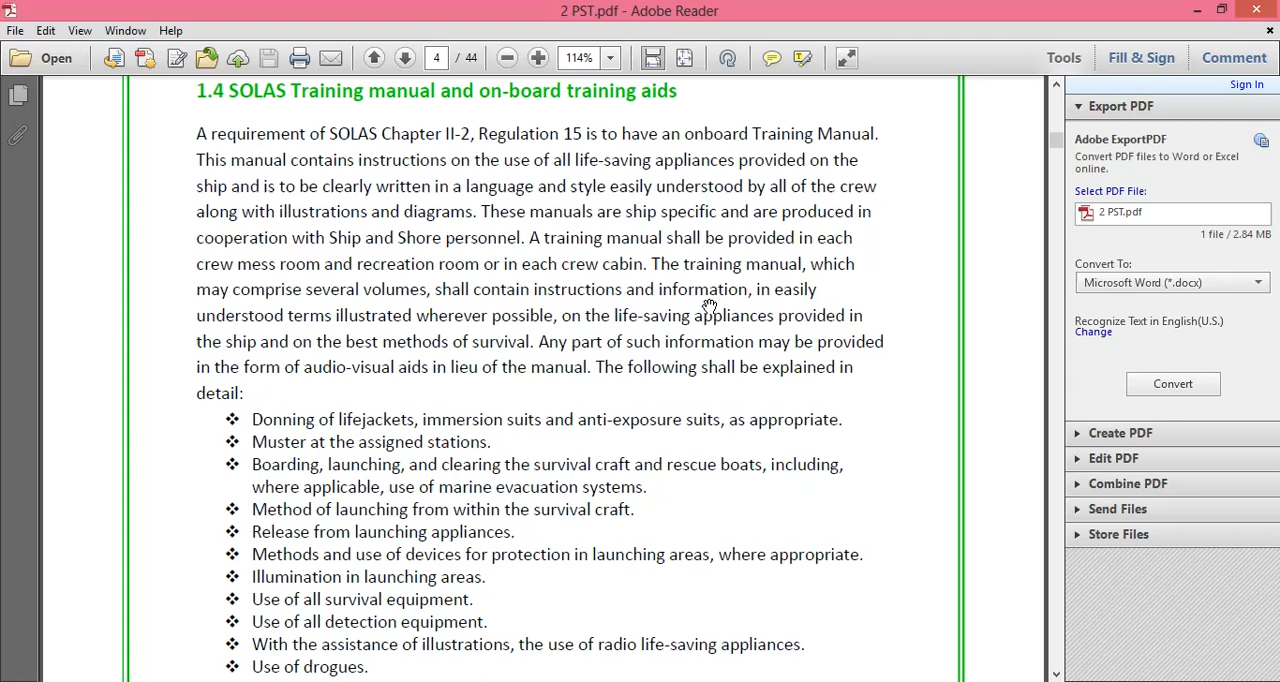 2 PST.pdf - Adobe Reader
File Edit View Window Help
Open 4 / 44 114% Tools Fill & Sign Comment
1.4 SOLAS Training manual and on-board training aids
A requirement of SOLAS Chapter II-2, Regulation 15 is to have an onboard Training Manual.
This manual contains instructions on the use of all life-saving appliances provided on the
ship and is to be clearly written in a language and style easily understood by all of the crew
along with illustrations and diagrams. These manuals are ship specific and are produced in
cooperation with Ship and Shore personnel. A training manual shall be provided in each
crew mess room and recreation room or in each crew cabin. The training manual, which
may comprise several volumes, shall contain instructions and information, in easily
understood terms illustrated wherever possible, on the life-saving appliances provided in
the ship and on the best methods of survival. Any part of such information may be provided
in the form of audio-visual aids in lieu of the manual. The following shall be explained in
detail:
❖ Donning of lifejackets, immersion suits and anti-exposure suits, as appropriate.
❖ Muster at the assigned stations.
❖ Boarding, launching, and clearing the survival craft and rescue boats, including,
where applicable, use of marine evacuation systems.
❖ Method of launching from within the survival craft.
❖ Release from launching appliances.
❖ Methods and use of devices for protection in launching areas, where appropriate.
❖ Illumination in launching areas.
❖ Use of all survival equipment.
❖ Use of all detection equipment.
❖ With the assistance of illustrations, the use of radio life-saving appliances.
❖ Use of drogues.
Sign In
Export PDF
Adobe ExportPDF
Convert PDF files to Word or Excel
online.
Select PDF File:
2 PST.pdf
1 file / 2.84 MB
Convert To:
Microsoft Word (*.docx)
Recognize Text in English(U.S.)
Change
Convert
Create PDF
Edit PDF
Combine PDF
Send Files
Store Files